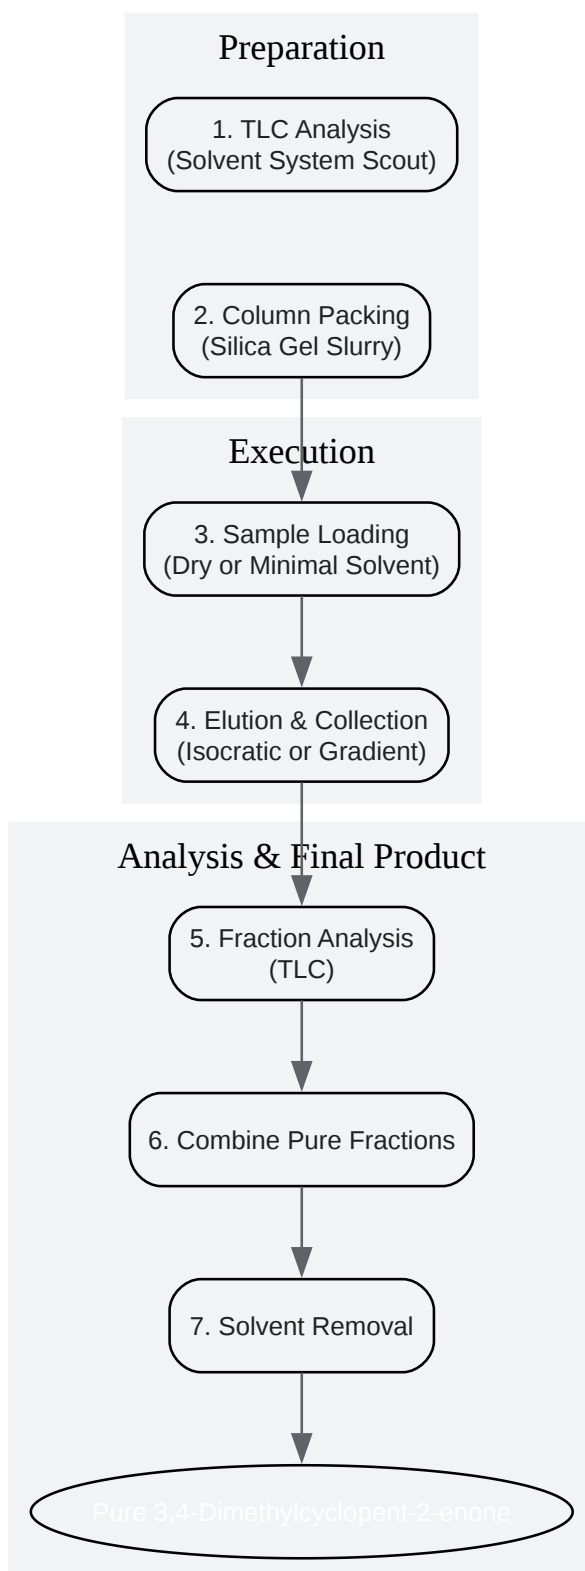 Preparation
1. TLC Analysis
(Solvent System Scout)
2. Column Packing
(Silica Gel Slurry)
Execution
3. Sample Loading
(Dry or Minimal Solvent)
4. Elution & Collection
(Isocratic or Gradient)
Analysis & Final Product
5. Fraction Analysis
(TLC)
6. Combine Pure Fractions
7. Solvent Removal
Pure 3,4-Dimethylcyclopent-2-enone